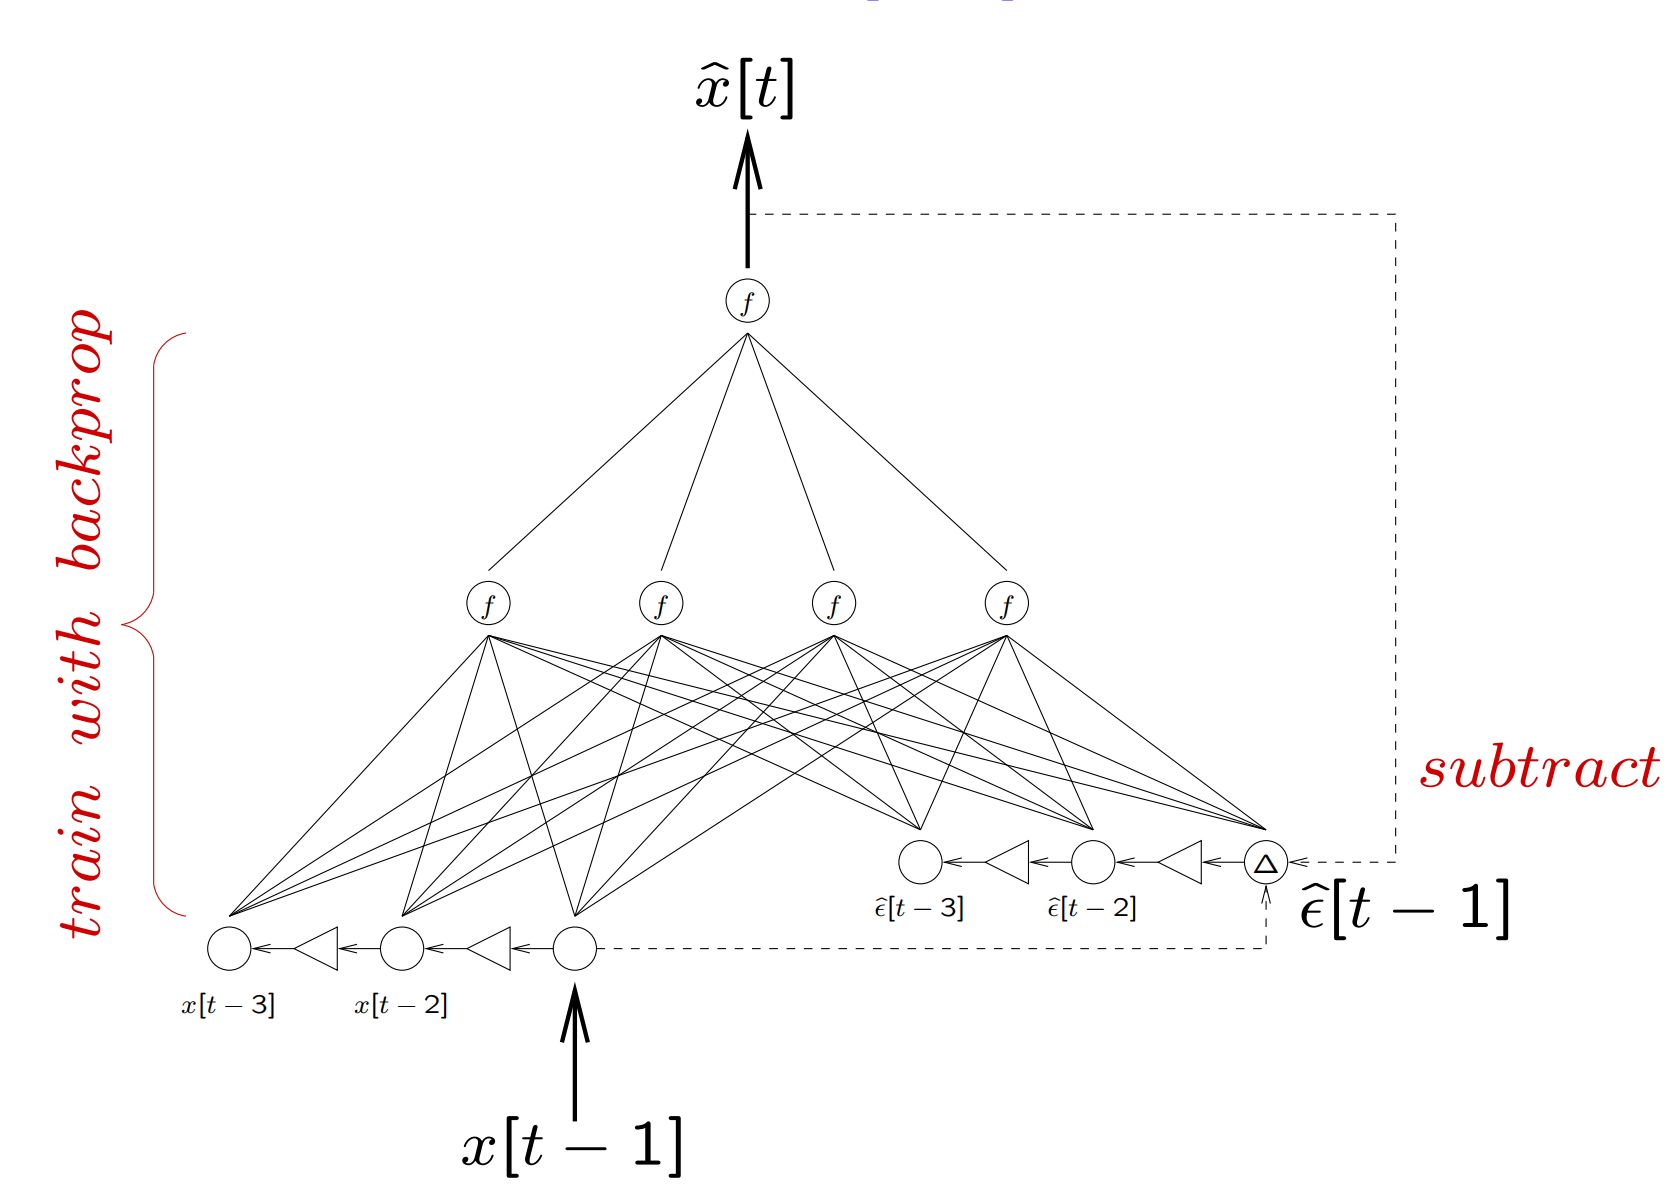 x̂[t]
f
train with backprop
f f f f
subtract
Δ
ε̂[t − 3] ε̂[t − 2] ε̂[t − 1]
x[t − 3] x[t − 2]
x[t − 1]